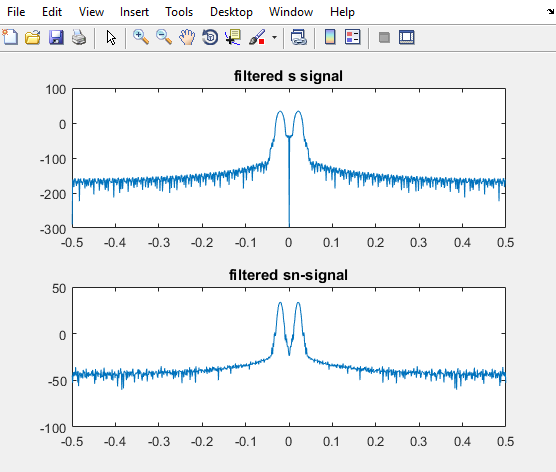 File Edit View Insert Tools Desktop Window Help
filtered s signal
100
0
-100
-200
-300
-0.5 -0.4 -0.3 -0.2 -0.1 0 0.1 0.2 0.3 0.4 0.5
filtered sn-signal
50
0
-50
-100
-0.5 -0.4 -0.3 -0.2 -0.1 0 0.1 0.2 0.3 0.4 0.5